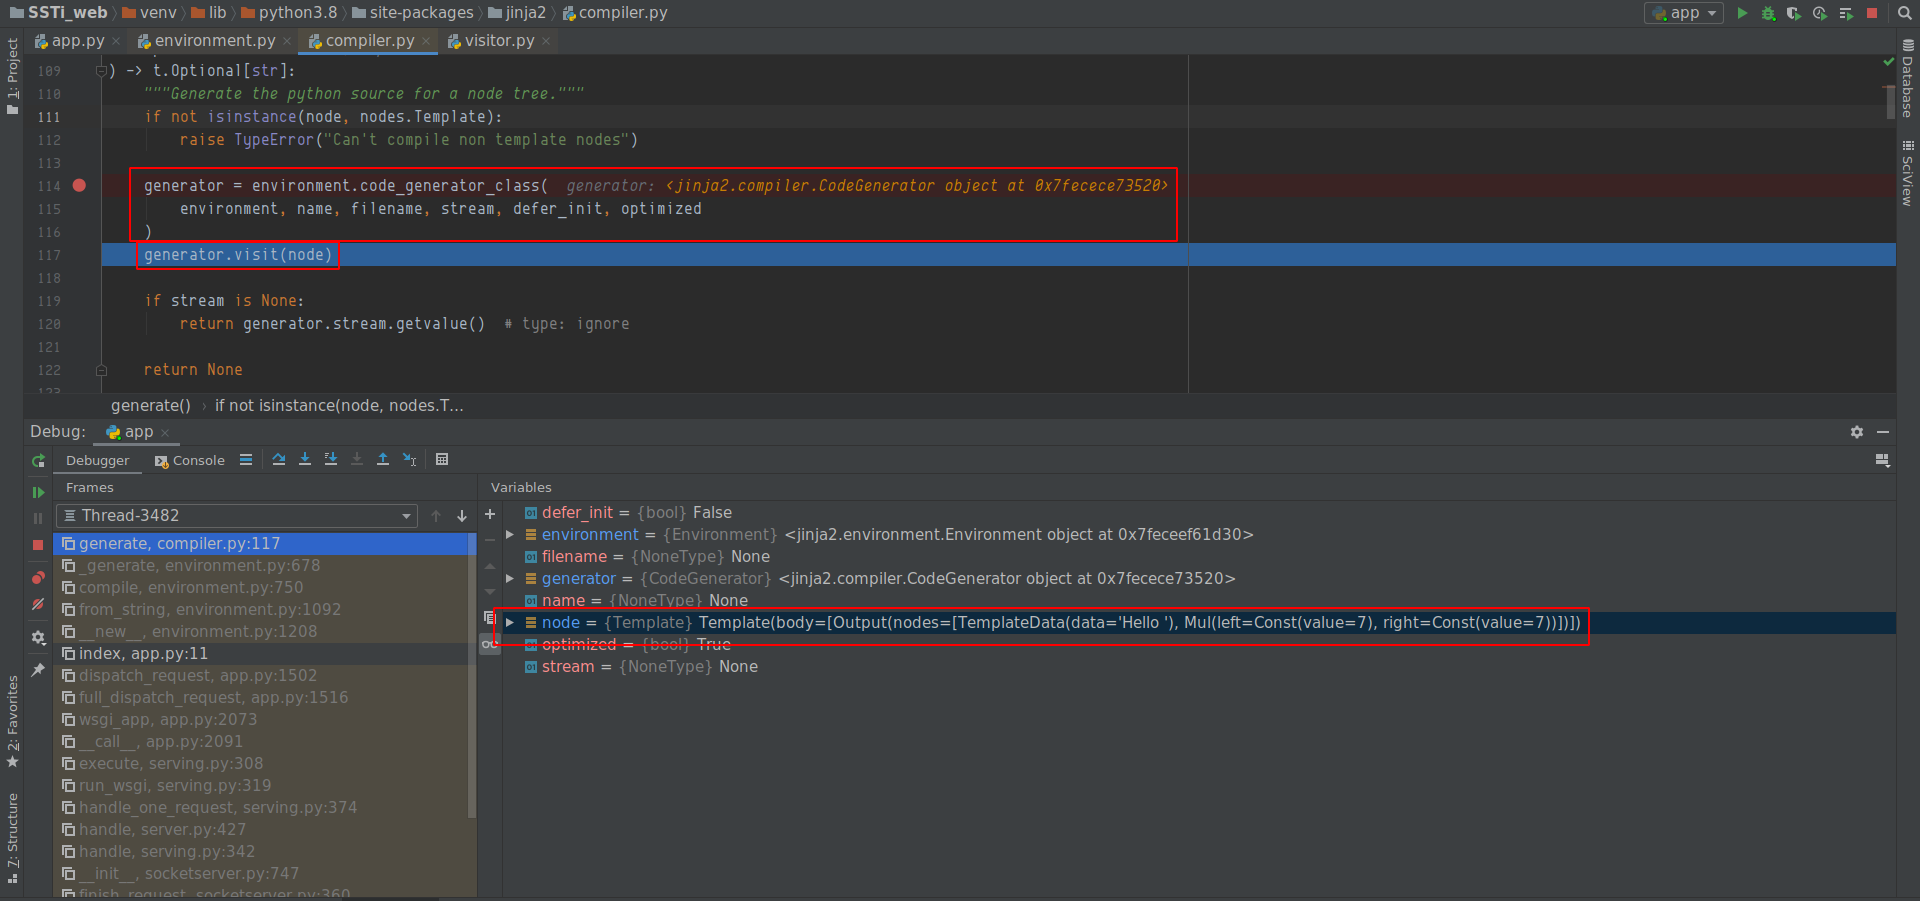 SSTi_web venv lib python3.8 site-packages jinja2 compiler.py app
app.py environment.py compiler.py visitor.py
1: Project
109 ) -> t.Optional[str]:
110 """Generate the python source for a node tree."""
111 if not isinstance(node, nodes.Template):
112 raise TypeError("Can't compile non template nodes")
113
114 generator = environment.code_generator_class( generator: <jinja2.compiler.CodeGenerator object at 0x7fecece73520>
115 environment, name, filename, stream, defer_init, optimized
116 )
117 generator.visit(node)
118
119 if stream is None:
120 return generator.stream.getvalue() # type: ignore
121
122 return None
123
Database
SciView
generate() › if not isinstance(node, nodes.T...
Debug: app
Debugger Console
Frames
Thread-3482
generate, compiler.py:117
_generate, environment.py:678
compile, environment.py:750
from_string, environment.py:1092
__new__, environment.py:1208
index, app.py:11
dispatch_request, app.py:1502
full_dispatch_request, app.py:1516
wsgi_app, app.py:2073
__call__, app.py:2091
execute, serving.py:308
run_wsgi, serving.py:319
handle_one_request, serving.py:374
handle, server.py:427
handle, serving.py:342
__init__, socketserver.py:747
finish_request, socketserver.py:360
Variables
defer_init = {bool} False
environment = {Environment} <jinja2.environment.Environment object at 0x7feceef61d30>
filename = {NoneType} None
generator = {CodeGenerator} <jinja2.compiler.CodeGenerator object at 0x7fecece73520>
name = {NoneType} None
node = {Template} Template(body=[Output(nodes=[TemplateData(data='Hello '), Mul(left=Const(value=7), right=Const(value=7))])])
optimized = {bool} True
stream = {NoneType} None
2: Favorites
7: Structure